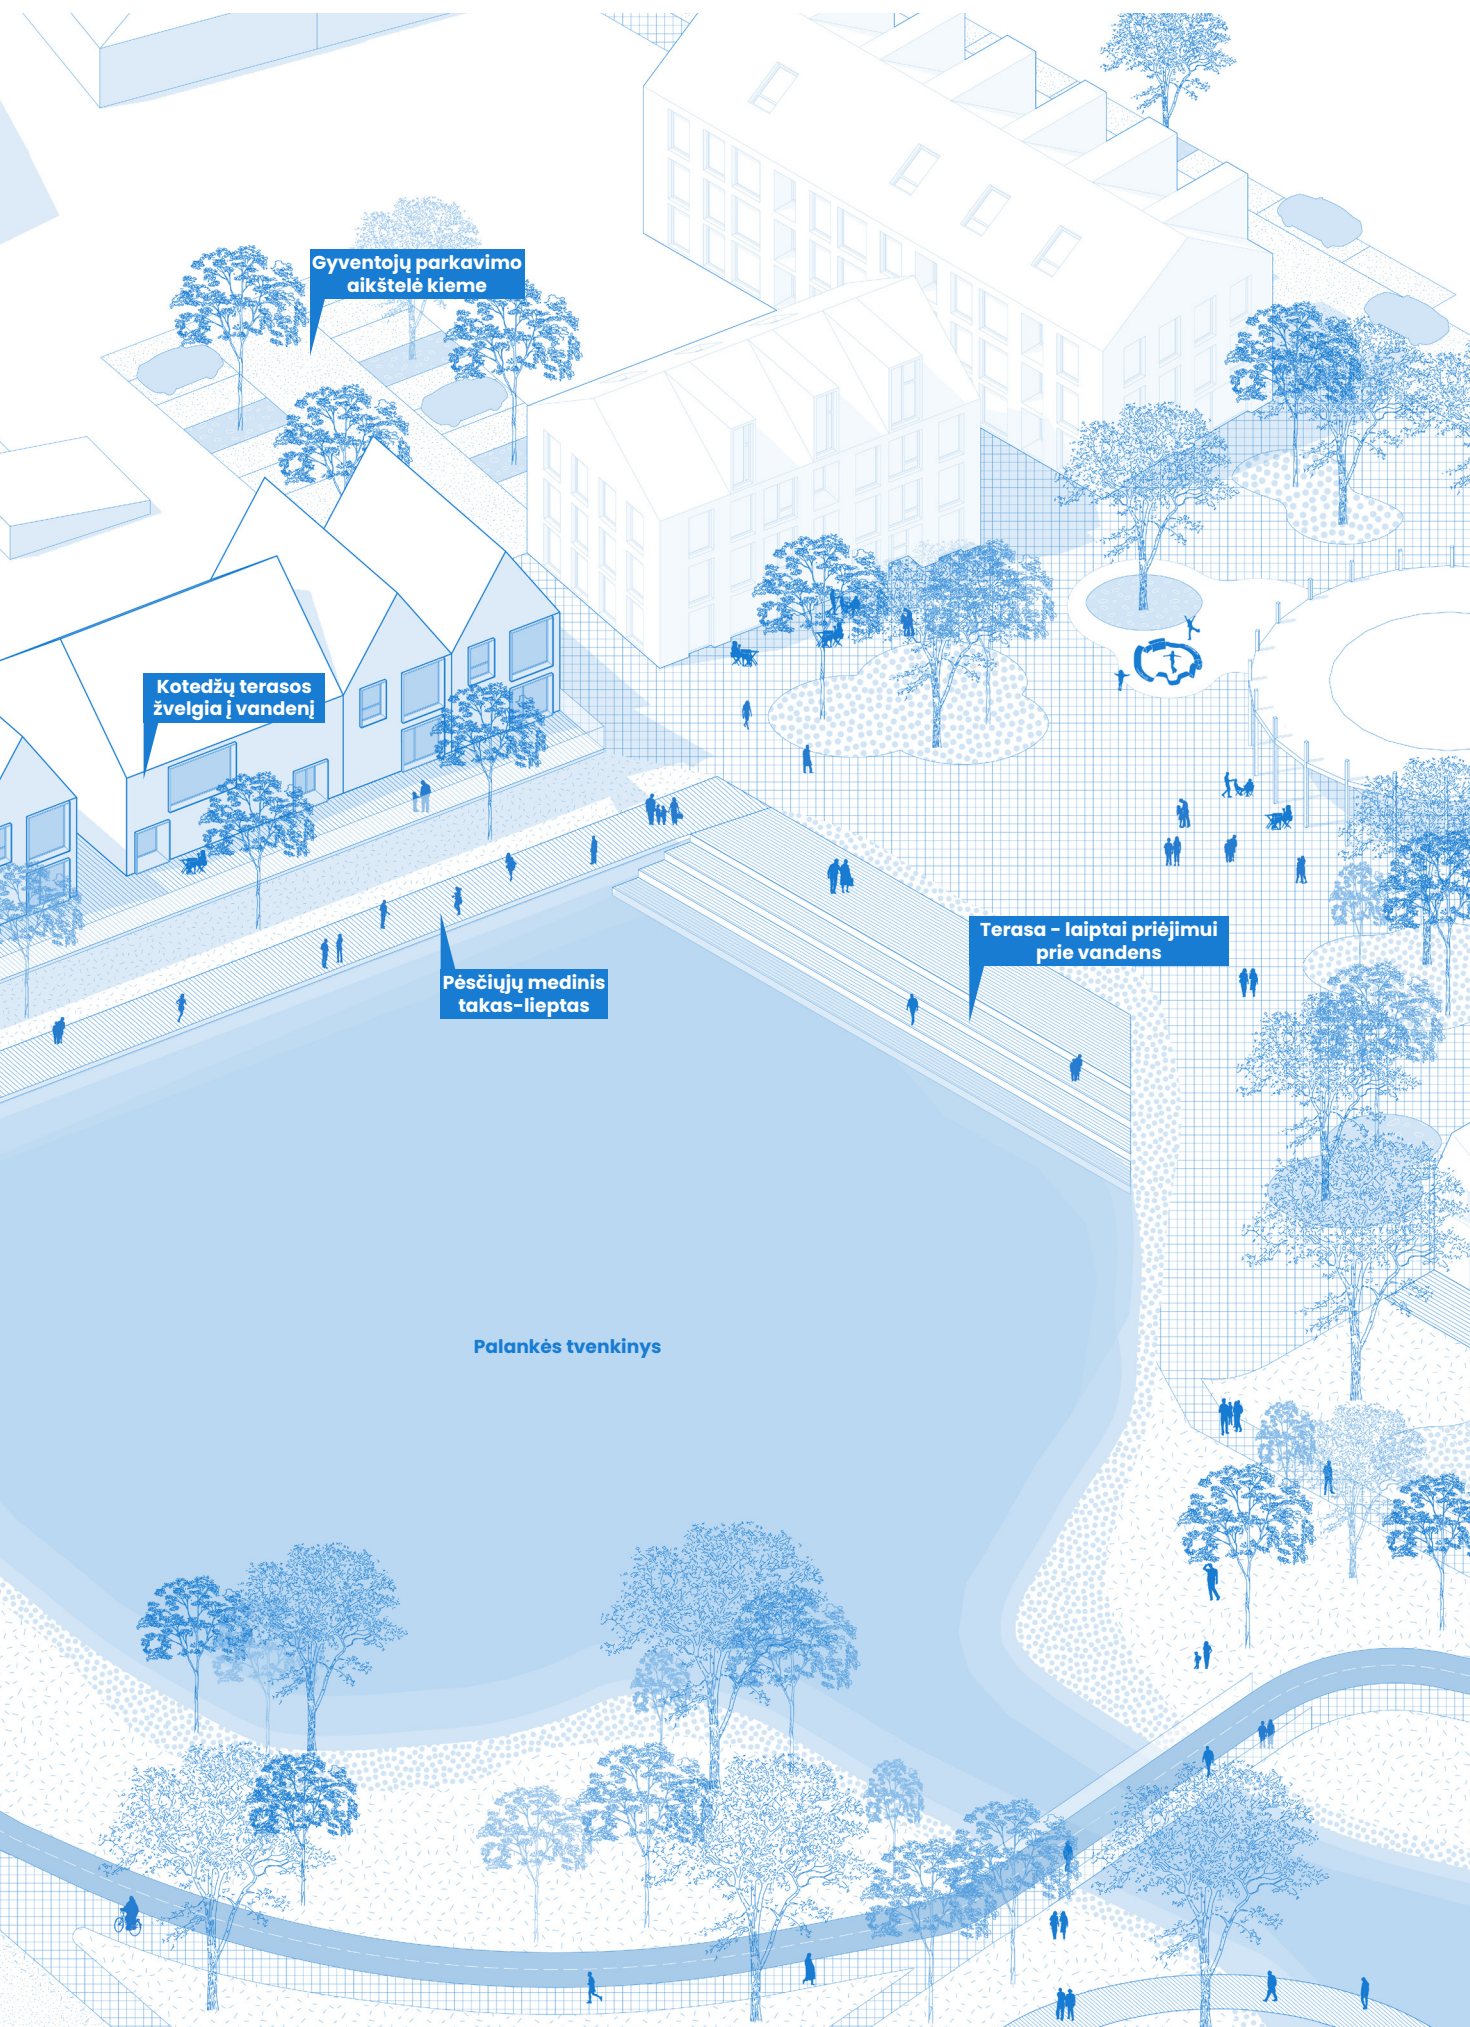 Gyventojų parkavimo
aikštelė kieme
Kotedžų terasos
žvelgia į vandenį
Terasa - laiptai priėjimui
prie vandens
Pėsčiųjų medinis
takas-lieptas
Palankės tvenkinys